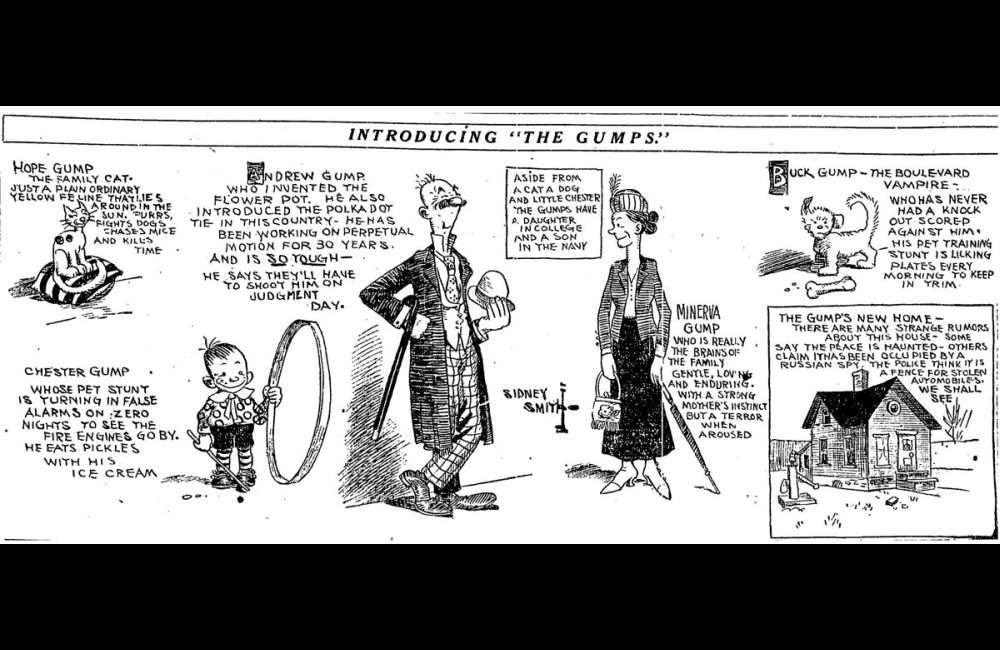 INTRODUCING "THE GUMPS."
HOPE GUMP
THE FAMILY CAT.
JUST A PLAIN ORDINARY
YELLOW FELINE THAT LIES
AROUND IN THE
SUN, PURRS,
FIGHTS DOGS
CHASES MICE
AND KILLS
TIME
CHESTER GUMP
WHOSE PET STUNT
IS TURNING IN FALSE
ALARMS ON ZERO
NIGHTS TO SEE THE
FIRE ENGINES GO BY.
HE EATS PICKLES
WITH HIS
ICE CREAM
ANDREW GUMP.
WHO INVENTED THE
FLOWER POT. HE ALSO
INTRODUCED THE POLKA DOT
TIE IN THIS COUNTRY - HE HAS
BEEN WORKING ON PERPETUAL
MOTION FOR 30 YEARS.
AND IS SO TOUGH -
HE SAYS THEY'LL HAVE
TO SHOOT HIM ON
JUDGMENT
DAY.
ASIDE FROM
A CAT A DOG
AND LITTLE CHESTER
THE GUMPS HAVE
A DAUGHTER
IN COLLEGE
AND A SON
IN THE NAVY
SIDNEY
SMITH
MINERVA
GUMP
WHO IS REALLY
THE BRAINS OF
THE FAMILY
GENTLE, LOVING
AND ENDURING.
WITH A STRONG
MOTHER'S INSTINCT
BUT A TERROR
WHEN
AROUSED
BUCK GUMP - THE BOULEVARD
VAMPIRE -
WHO HAS NEVER
HAD A KNOCK
OUT SCORED
AGAINST HIM.
HIS PET TRAINING
STUNT IS LICKING
PLATES EVERY
MORNING TO KEEP
IN TRIM.
THE GUMP'S NEW HOME -
THERE ARE MANY STRANGE RUMORS
ABOUT THIS HOUSE - SOME
SAY THE PLACE IS HAUNTED - OTHERS
CLAIM IT HAS BEEN OCCUPIED BY A
RUSSIAN SPY. THE POLICE THINK IT IS
A FENCE FOR STOLEN
AUTOMOBILES.
WE SHALL
SEE